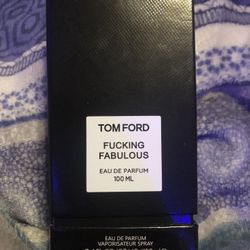 TOM FORD
FUCKING
FABULOUS
EAU DE PARFUM
100 ML
EAU DE PARFUM
VAPORISATEUR SPRAY